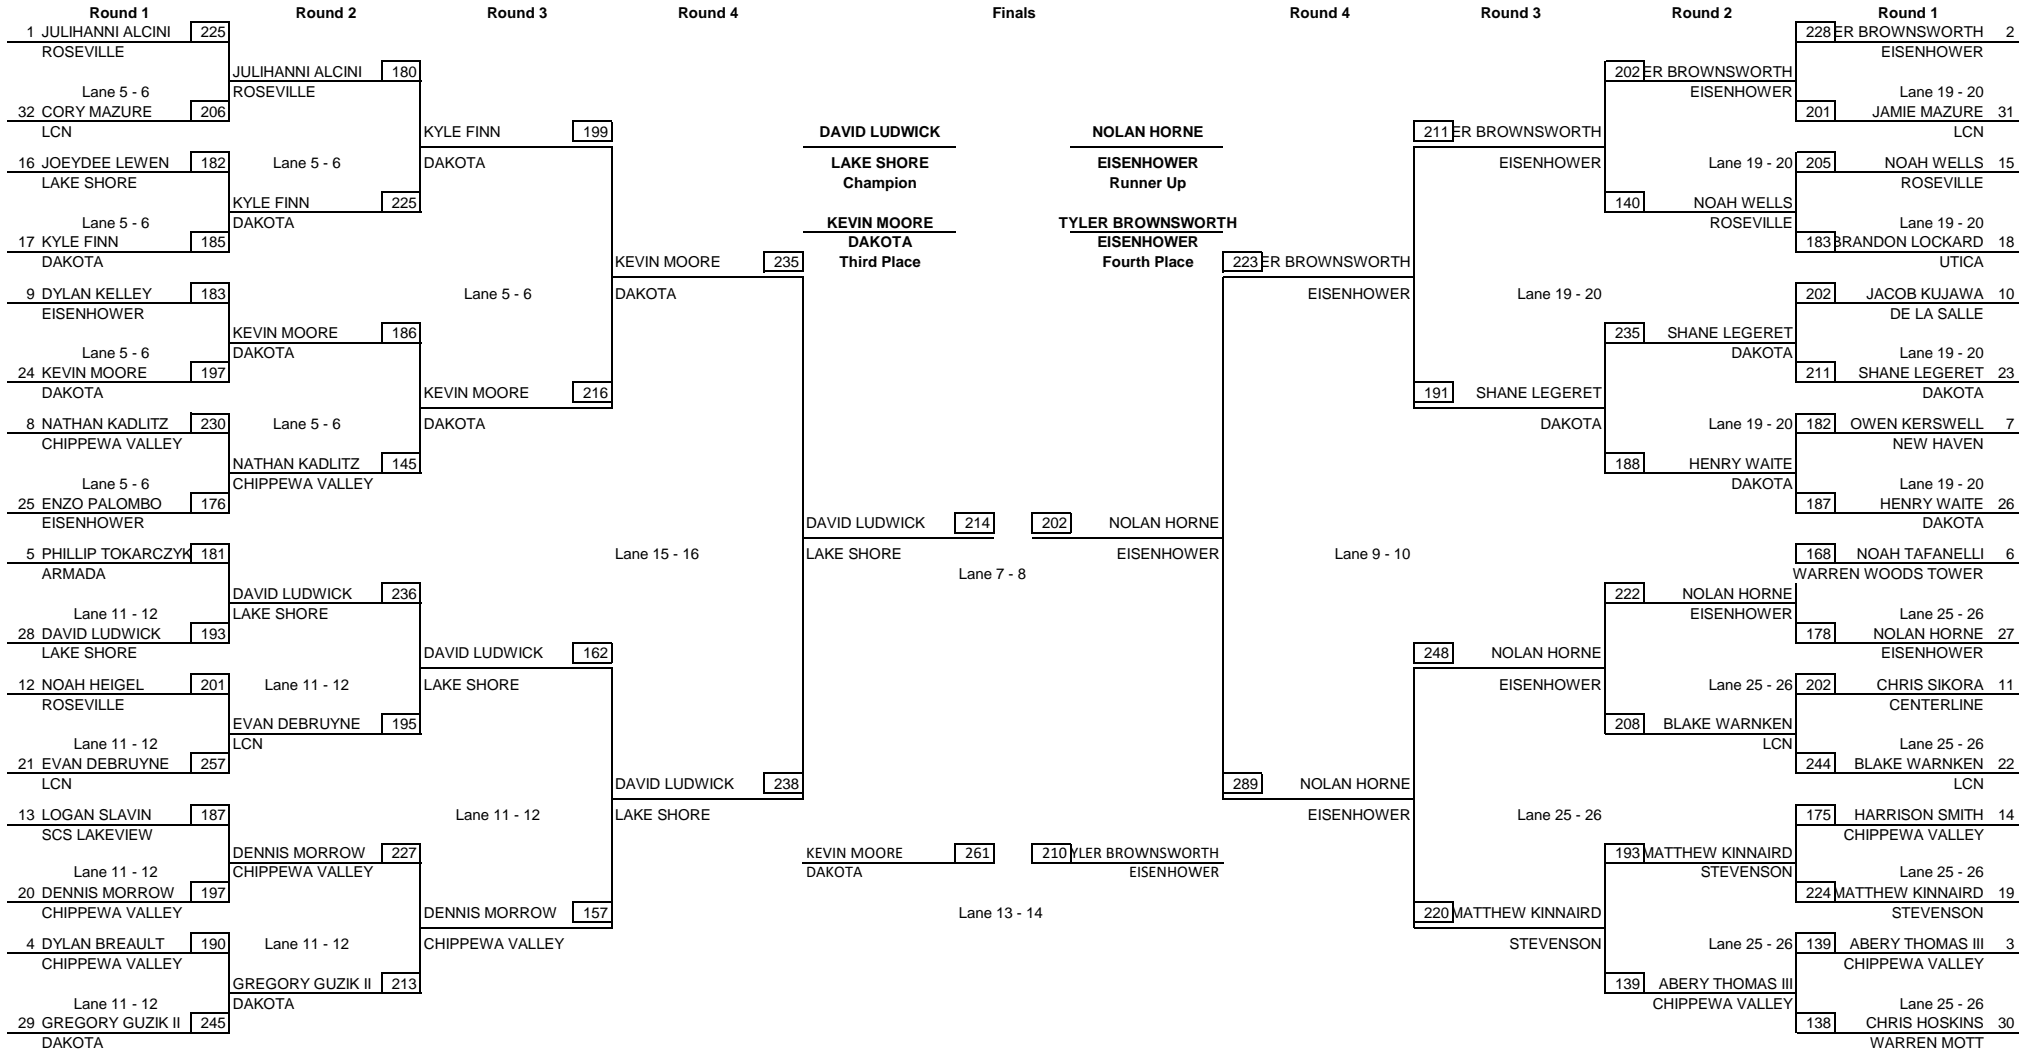 Round 1 Round 2 Round 3 Round 4 Finals Round 4 Round 3 Round 2 Round 1
1 JULIHANNI ALCINI 225 228 ER BROWNSWORTH 2
ROSEVILLE EISENHOWER
JULIHANNI ALCINI 180 202 ER BROWNSWORTH
Lane 5 - 6 ROSEVILLE EISENHOWER Lane 19 - 20
32 CORY MAZURE 206 201 JAMIE MAZURE 31
LCN KYLE FINN 199 DAVID LUDWICK NOLAN HORNE 211 ER BROWNSWORTH LCN
16 JOEYDEE LEWEN 182 Lane 5 - 6 DAKOTA LAKE SHORE EISENHOWER EISENHOWER Lane 19 - 20 205 NOAH WELLS 15
LAKE SHORE Champion Runner Up ROSEVILLE
KYLE FINN 225 140 NOAH WELLS
Lane 5 - 6 DAKOTA KEVIN MOORE TYLER BROWNSWORTH ROSEVILLE Lane 19 - 20
17 KYLE FINN 185 DAKOTA EISENHOWER 183 BRANDON LOCKARD 18
DAKOTA KEVIN MOORE 235 Third Place Fourth Place 223 ER BROWNSWORTH UTICA
9 DYLAN KELLEY 183 Lane 5 - 6 DAKOTA EISENHOWER Lane 19 - 20 202 JACOB KUJAWA 10
EISENHOWER DE LA SALLE
KEVIN MOORE 186 235 SHANE LEGERET
Lane 5 - 6 DAKOTA DAKOTA Lane 19 - 20
24 KEVIN MOORE 197 211 SHANE LEGERET 23
DAKOTA KEVIN MOORE 216 191 SHANE LEGERET DAKOTA
8 NATHAN KADLITZ 230 Lane 5 - 6 DAKOTA DAKOTA Lane 19 - 20 182 OWEN KERSWELL 7
CHIPPEWA VALLEY NEW HAVEN
NATHAN KADLITZ 145 188 HENRY WAITE
Lane 5 - 6 CHIPPEWA VALLEY DAKOTA Lane 19 - 20
25 ENZO PALOMBO 176 187 HENRY WAITE 26
EISENHOWER DAVID LUDWICK 214 202 NOLAN HORNE DAKOTA
5 PHILLIP TOKARCZYK 181 Lane 15 - 16 LAKE SHORE EISENHOWER Lane 9 - 10 168 NOAH TAFANELLI 6
ARMADA Lane 7 - 8 WARREN WOODS TOWER
DAVID LUDWICK 236 222 NOLAN HORNE
Lane 11 - 12 LAKE SHORE EISENHOWER Lane 25 - 26
28 DAVID LUDWICK 193 178 NOLAN HORNE 27
LAKE SHORE DAVID LUDWICK 162 248 NOLAN HORNE EISENHOWER
12 NOAH HEIGEL 201 Lane 11 - 12 LAKE SHORE EISENHOWER Lane 25 - 26 202 CHRIS SIKORA 11
ROSEVILLE CENTERLINE
EVAN DEBRUYNE 195 208 BLAKE WARNKEN
Lane 11 - 12 LCN LCN Lane 25 - 26
21 EVAN DEBRUYNE 257 244 BLAKE WARNKEN 22
LCN DAVID LUDWICK 238 289 NOLAN HORNE LCN
13 LOGAN SLAVIN 187 Lane 11 - 12 LAKE SHORE EISENHOWER Lane 25 - 26 175 HARRISON SMITH 14
SCS LAKEVIEW CHIPPEWA VALLEY
DENNIS MORROW 227 KEVIN MOORE 261 210 YLER BROWNSWORTH 193 MATTHEW KINNAIRD
Lane 11 - 12 CHIPPEWA VALLEY DAKOTA EISENHOWER STEVENSON Lane 25 - 26
20 DENNIS MORROW 197 224 MATTHEW KINNAIRD 19
CHIPPEWA VALLEY DENNIS MORROW 157 Lane 13 - 14 220 MATTHEW KINNAIRD STEVENSON
4 DYLAN BREAULT 190 Lane 11 - 12 CHIPPEWA VALLEY STEVENSON Lane 25 - 26 139 ABERY THOMAS III 3
CHIPPEWA VALLEY CHIPPEWA VALLEY
GREGORY GUZIK II 213 139 ABERY THOMAS III
Lane 11 - 12 DAKOTA CHIPPEWA VALLEY Lane 25 - 26
29 GREGORY GUZIK II 245 138 CHRIS HOSKINS 30
DAKOTA WARREN MOTT